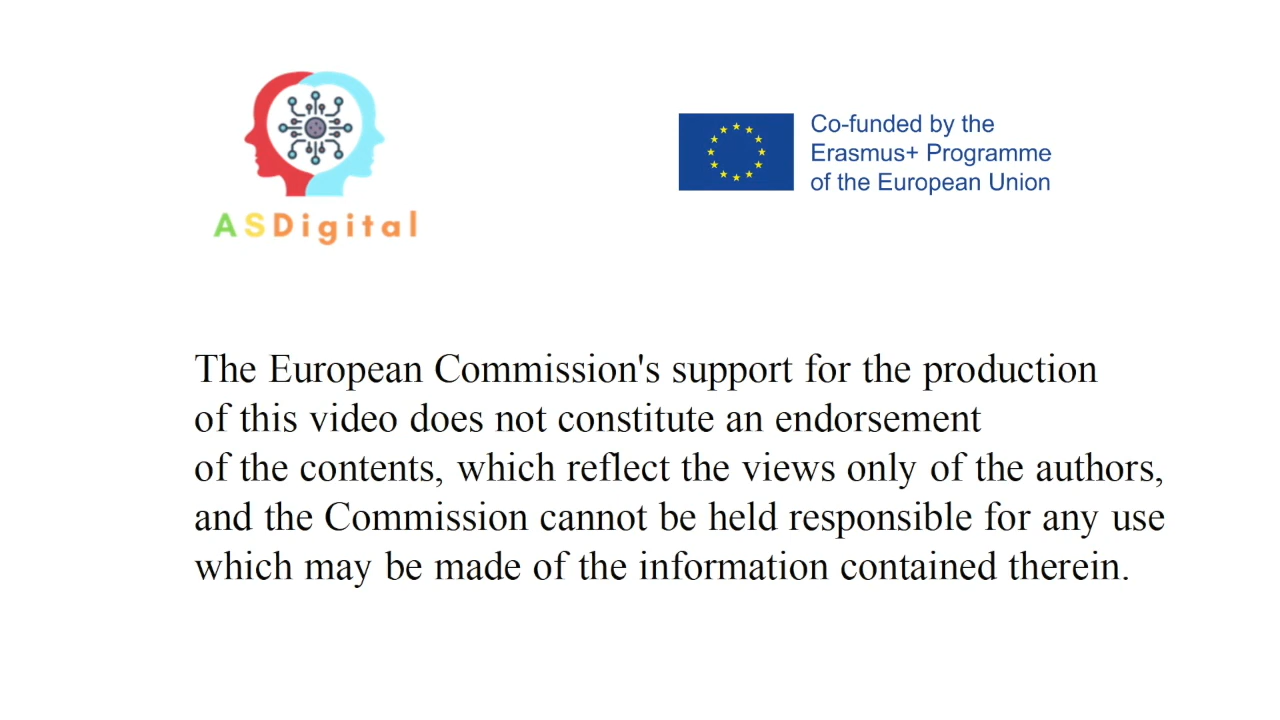 ASDigital
Co-funded by the
Erasmus+ Programme
of the European Union
The European Commission's support for the production
of this video does not constitute an endorsement
of the contents, which reflect the views only of the authors,
and the Commission cannot be held responsible for any use
which may be made of the information contained therein.